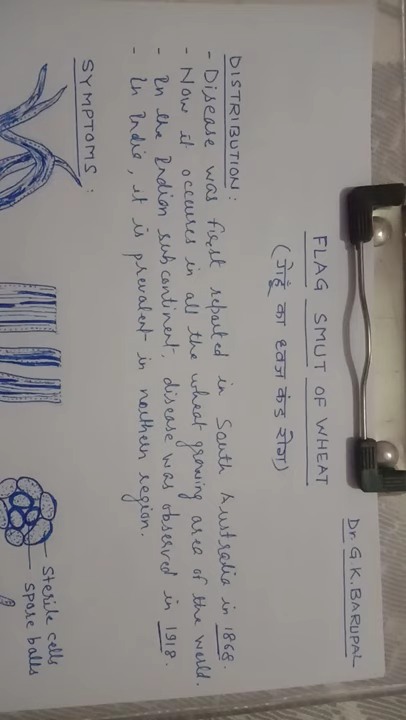 Dr. G.K. BARUPAL
FLAG SMUT OF WHEAT
(गेहूं का ध्वज कंड रोग)
DISTRIBUTION:
- Disease was first reported in South Australia in 1868.
- Now it occures in all the wheat growing area of the world.
- In the Indian subcontinent, disease was observed in 1918.
- In India, it is prevalent in northern region.
SYMPTOMS:
Sterile cells
spore balls